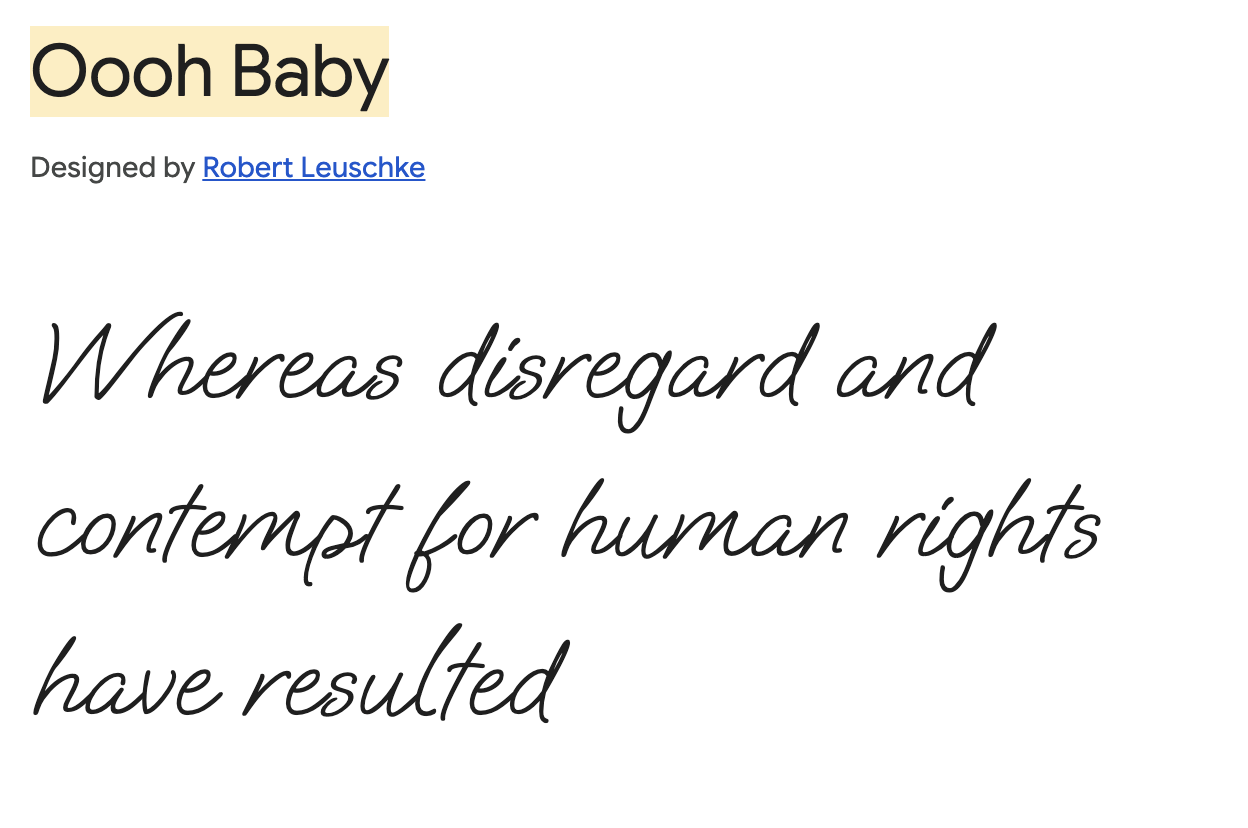 Oooh Baby
Designed by Robert Leuschke
Whereas disregard and
contempt for human rights
have resulted